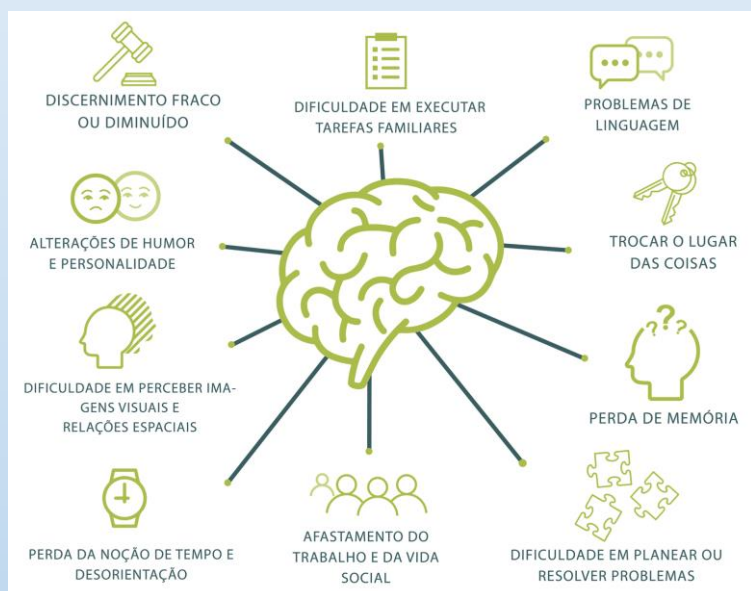 DISCERNIMENTO FRACO
OU DIMINUÍDO
DIFICULDADE EM EXECUTAR
TAREFAS FAMILIARES
PROBLEMAS DE
LINGUAGEM
ALTERAÇÕES DE HUMOR
E PERSONALIDADE
TROCAR O LUGAR
DAS COISAS
DIFICULDADE EM PERCEBER IMA-
GENS VISUAIS E
RELAÇÕES ESPACIAIS
PERDA DE MEMÓRIA
PERDA DA NOÇÃO DE TEMPO E
DESORIENTAÇÃO
AFASTAMENTO DO
TRABALHO E DA VIDA
SOCIAL
DIFICULDADE EM PLANEAR OU
RESOLVER PROBLEMAS